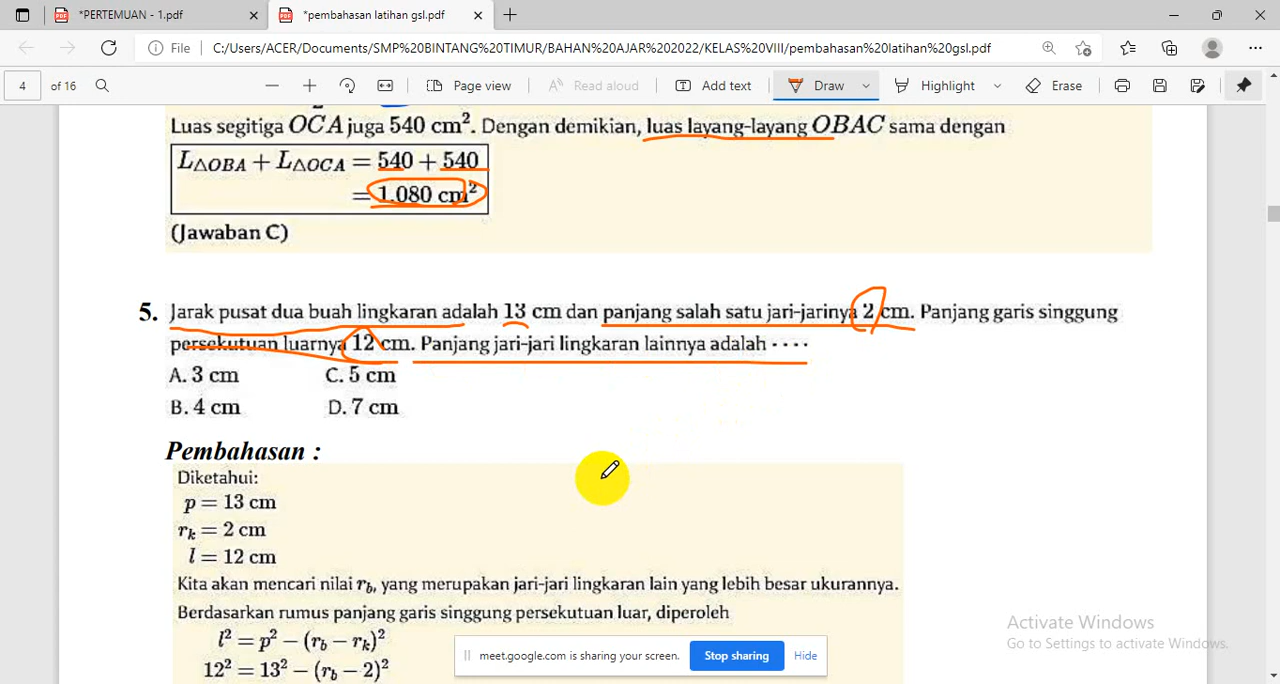 *PERTEMUAN - 1.pdf
*pembahasan latihan gsl.pdf
File C:/Users/ACER/Documents/SMP%20BINTANG%20TIMUR/BAHAN%20AJAR%202022/KELAS%20VIII/pembahasan%20latihan%20gsl.pdf
4 of 16 Page view Read aloud Add text Draw Highlight Erase
Luas segitiga OCA juga 540 cm². Dengan demikian, luas layang-layang OBAC sama dengan
L△OBA + L△OCA = 540 + 540
= 1.080 cm²
(Jawaban C)
5. Jarak pusat dua buah lingkaran adalah 13 cm dan panjang salah satu jari-jarinya 2 cm. Panjang garis singgung
persekutuan luarnya 12 cm. Panjang jari-jari lingkaran lainnya adalah ....
A. 3 cm C. 5 cm
B. 4 cm D. 7 cm
Pembahasan :
Diketahui:
p = 13 cm
rₖ = 2 cm
l = 12 cm
Kita akan mencari nilai r_b, yang merupakan jari-jari lingkaran lain yang lebih besar ukurannya.
Berdasarkan rumus panjang garis singgung persekutuan luar, diperoleh
l² = p² − (r_b − rₖ)²
12² = 13² − (r_b − 2)²
meet.google.com is sharing your screen. Stop sharing Hide
Activate Windows
Go to Settings to activate Windows.